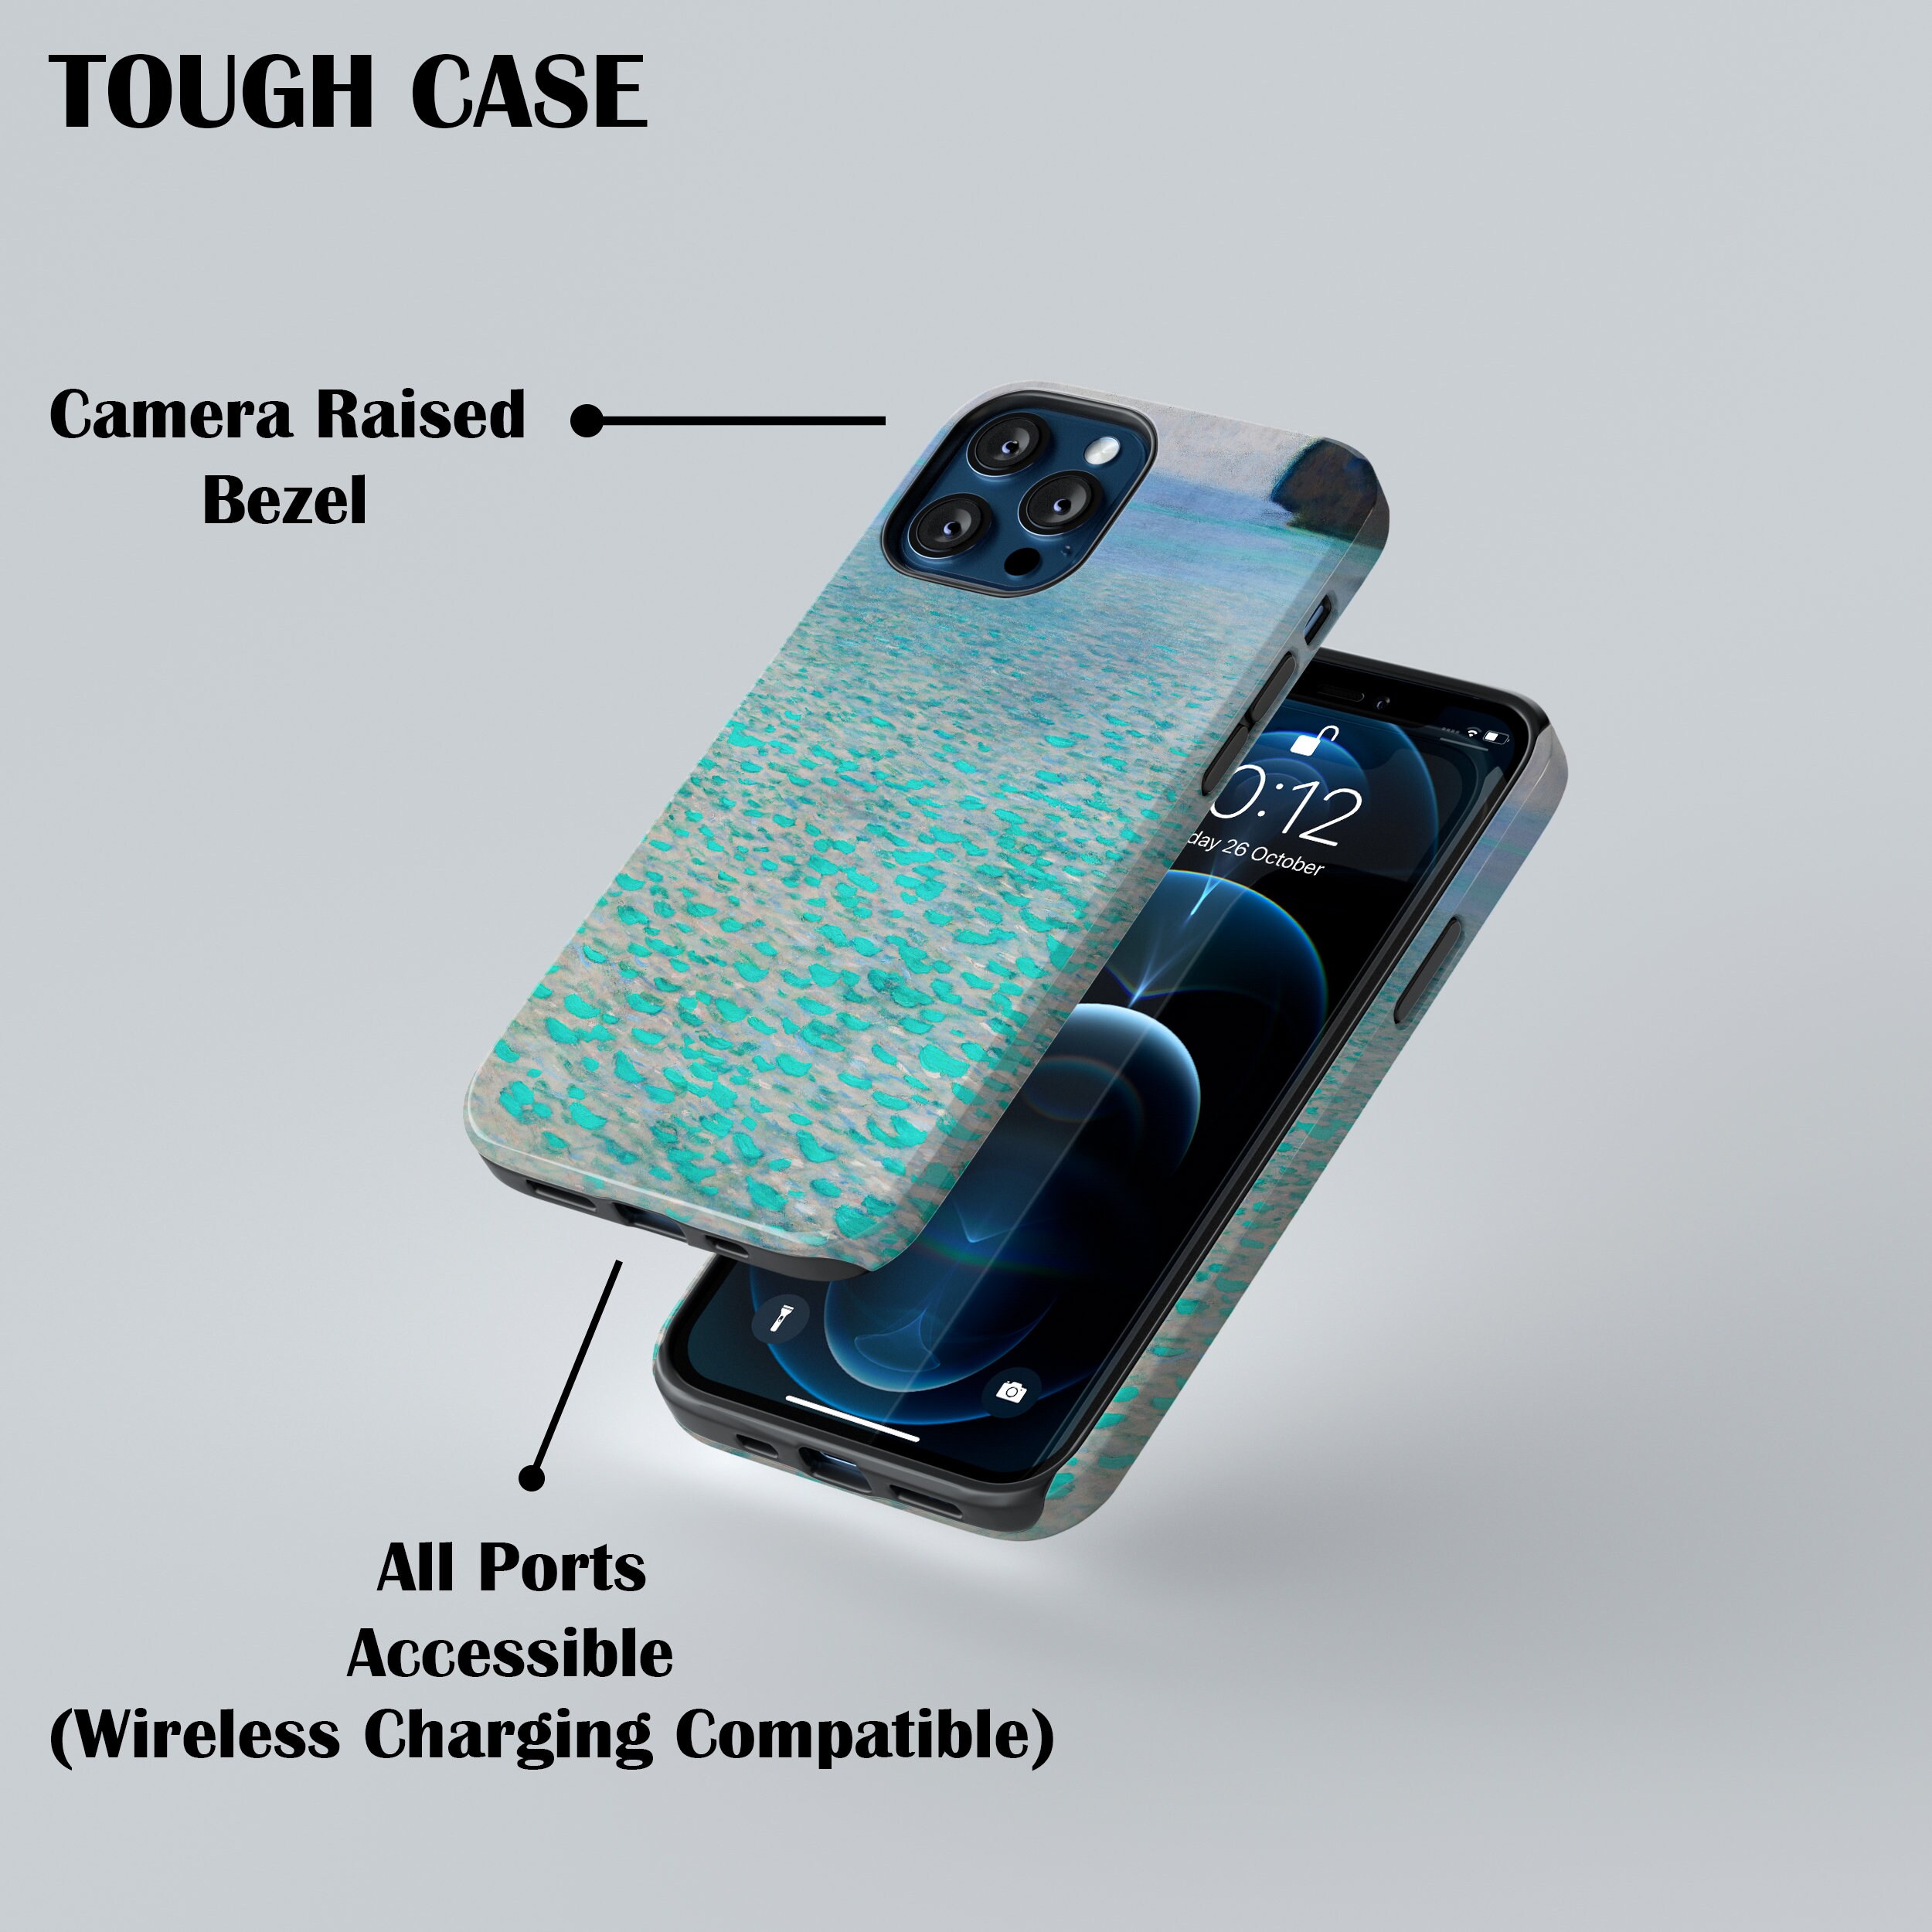 TOUGH CASE
Camera Raised
Bezel
0:12
day 26 October
All Ports
Accessible
(Wireless Charging Compatible)